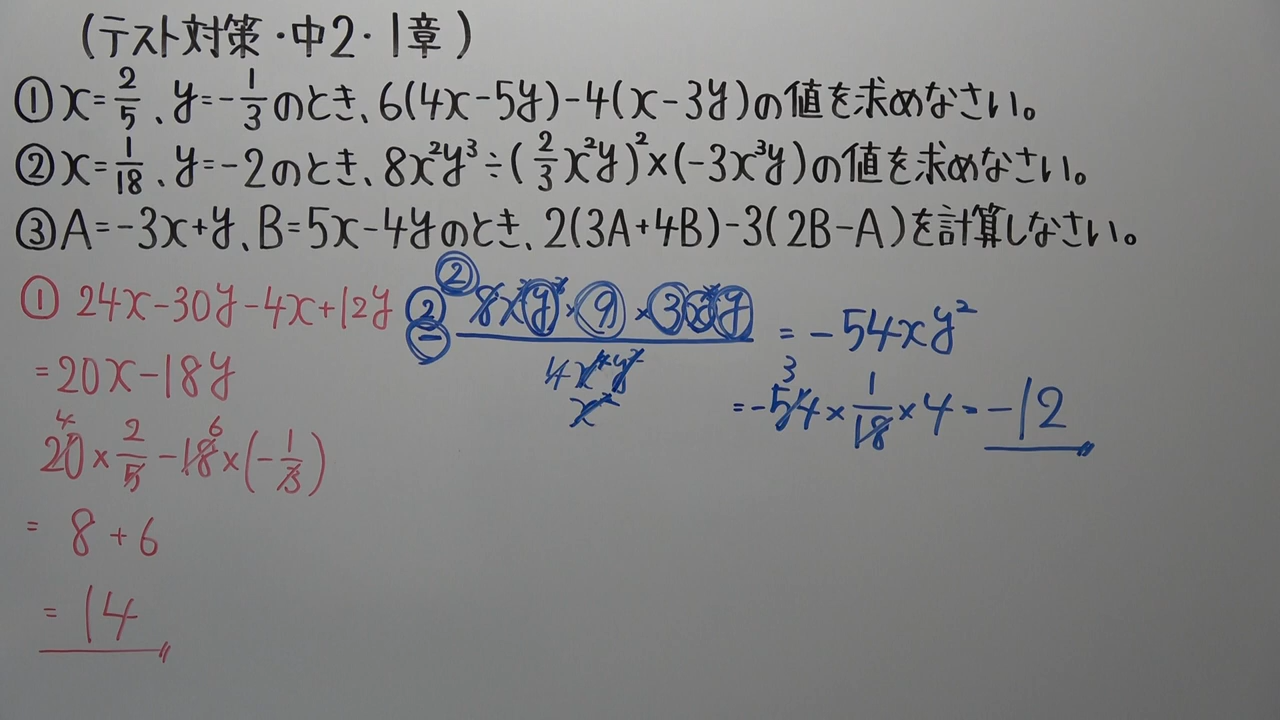 (テスト対策・中2・1章)
①x=2/5、y=-1/3のとき、6(4x-5y)-4(x-3y)の値を求めなさい。
②x=1/18、y=-2のとき、8x²y³÷(2/3x²y)²×(-3x³y)の値を求めなさい。
③A=-3x+y、B=5x-4yのとき、2(3A+4B)-3(2B-A)を計算しなさい。
① 24x-30y-4x+12y
=20x-18y
4 6
20×2/5-18×(-1/3)
= 8+6
= 14
②
② 8x²y³×9×3x³y
-
4x⁴y²
x²
= -54xy²
3
=-54×1/18×4=-12